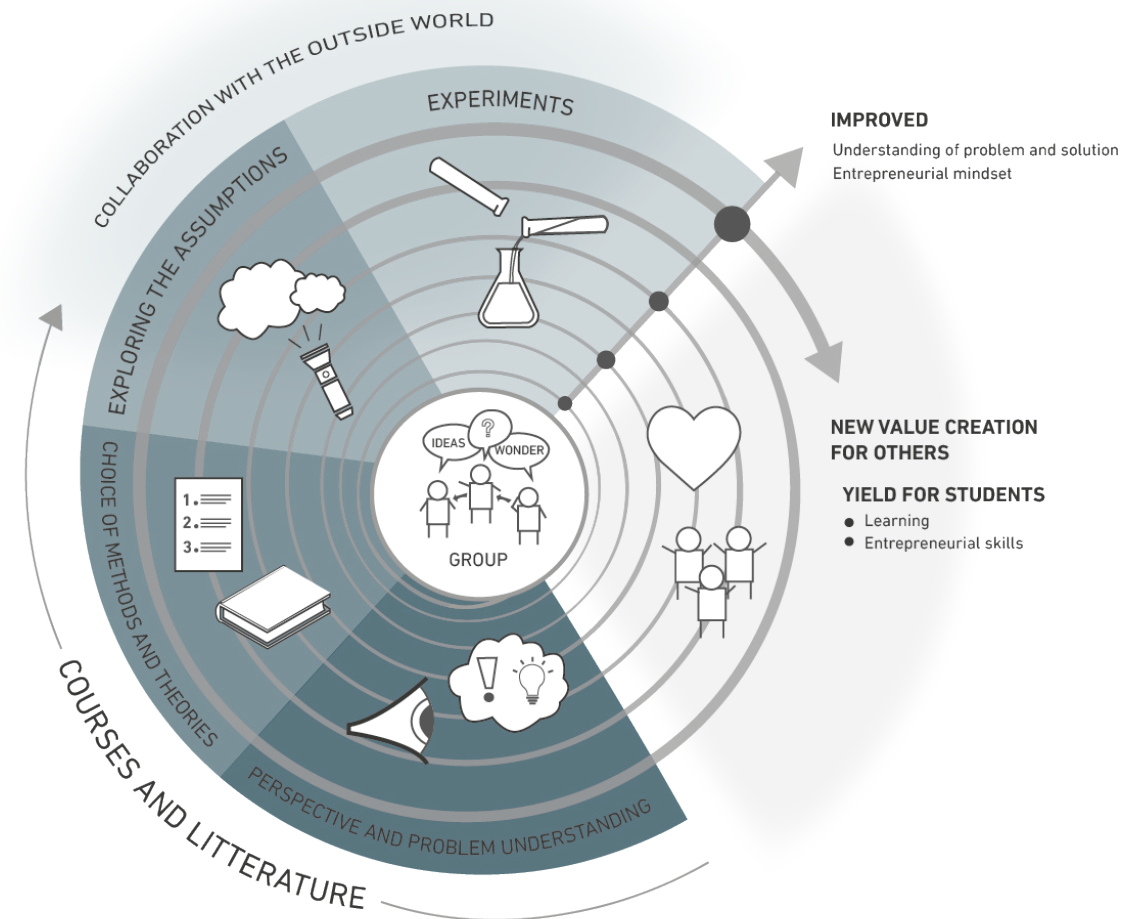 COLLABORATION WITH THE OUTSIDE WORLD
EXPERIMENTS
IMPROVED
Understanding of problem and solution
Entrepreneurial mindset
EXPLORING THE ASSUMPTIONS
IDEAS
?
WONDER
GROUP
NEW VALUE CREATION
FOR OTHERS
YIELD FOR STUDENTS
● Learning
● Entrepreneurial skills
CHOICE OF METHODS AND THEORIES
1.
2.
3.
!
PERSPECTIVE AND PROBLEM UNDERSTANDING
COURSES AND LITTERATURE